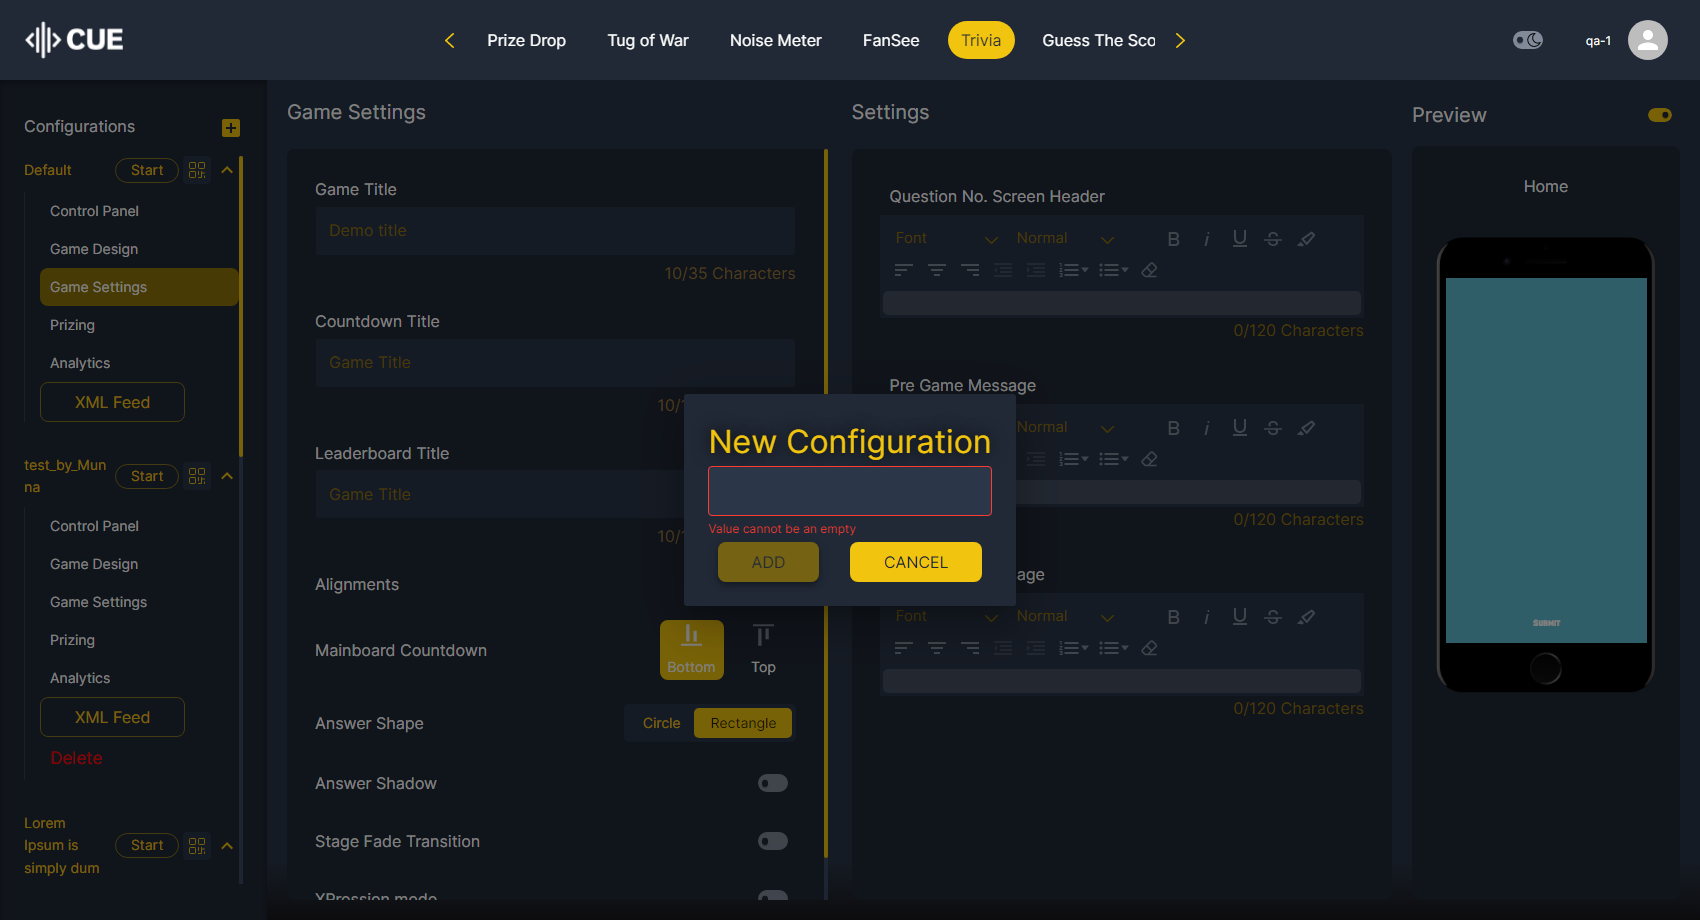 CUE
Prize Drop
Tug of War
Noise Meter
FanSee
Trivia
Guess The Sco
qa-1
Configurations
Default
Start
Control Panel
Game Design
Game Settings
Prizing
Analytics
XML Feed
test_by_Mun
na
Start
Control Panel
Game Design
Game Settings
Prizing
Analytics
XML Feed
Delete
Lorem
Ipsum is
simply dum
Start
Game Settings
Game Title
Demo title
10/35 Characters
Countdown Title
Game Title
10/
Leaderboard Title
Game Title
10/
Alignments
Mainboard Countdown
Bottom
Top
Answer Shape
Circle
Rectangle
Answer Shadow
Stage Fade Transition
XPression mode
New Configuration
Value cannot be an empty
ADD
CANCEL
Settings
Question No. Screen Header
Font
Normal
0/120 Characters
Pre Game Message
Normal
0/120 Characters
age
Font
Normal
0/120 Characters
Preview
Home
SUBMIT